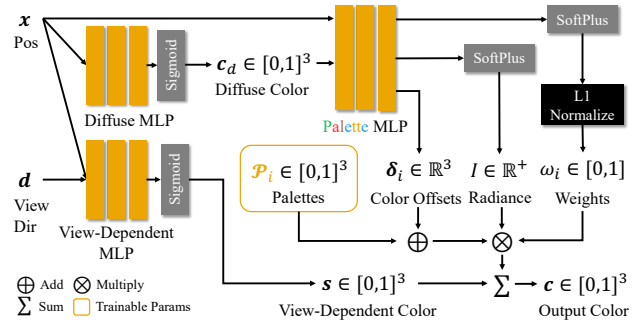 x
Pos
Sigmoid
c_d ∈ [0,1]^3
Diffuse Color
Diffuse MLP
Palette MLP
SoftPlus
SoftPlus
L1
Normalize
d
View
Dir
Sigmoid
View-Dependent
MLP
𝒫_i ∈ [0,1]^3
Palettes
δ_i ∈ ℝ^3
Color Offsets
I ∈ ℝ^+
Radiance
ω_i ∈ [0,1]
Weights
⊕ Add ⊗ Multiply
∑ Sum Trainable Params
s ∈ [0,1]^3
View-Dependent Color
∑
c ∈ [0,1]^3
Output Color